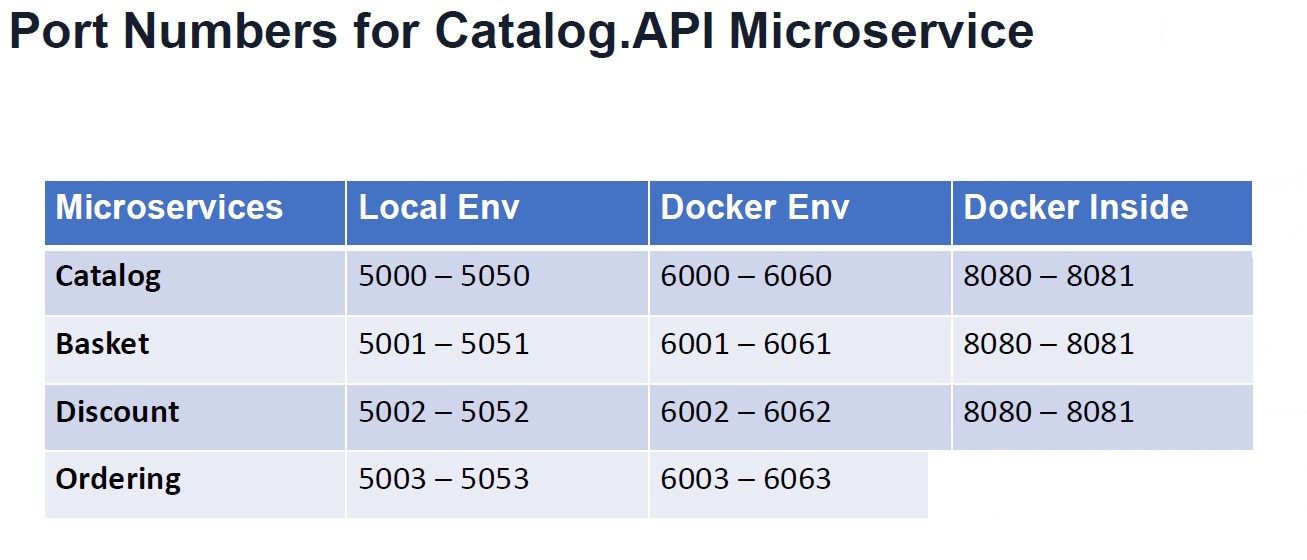 Port Numbers for Catalog.API Microservice
Microservices Local Env Docker Env Docker Inside
Catalog 5000 – 5050 6000 – 6060 8080 – 8081
Basket 5001 – 5051 6001 – 6061 8080 – 8081
Discount 5002 – 5052 6002 – 6062 8080 – 8081
Ordering 5003 – 5053 6003 – 6063